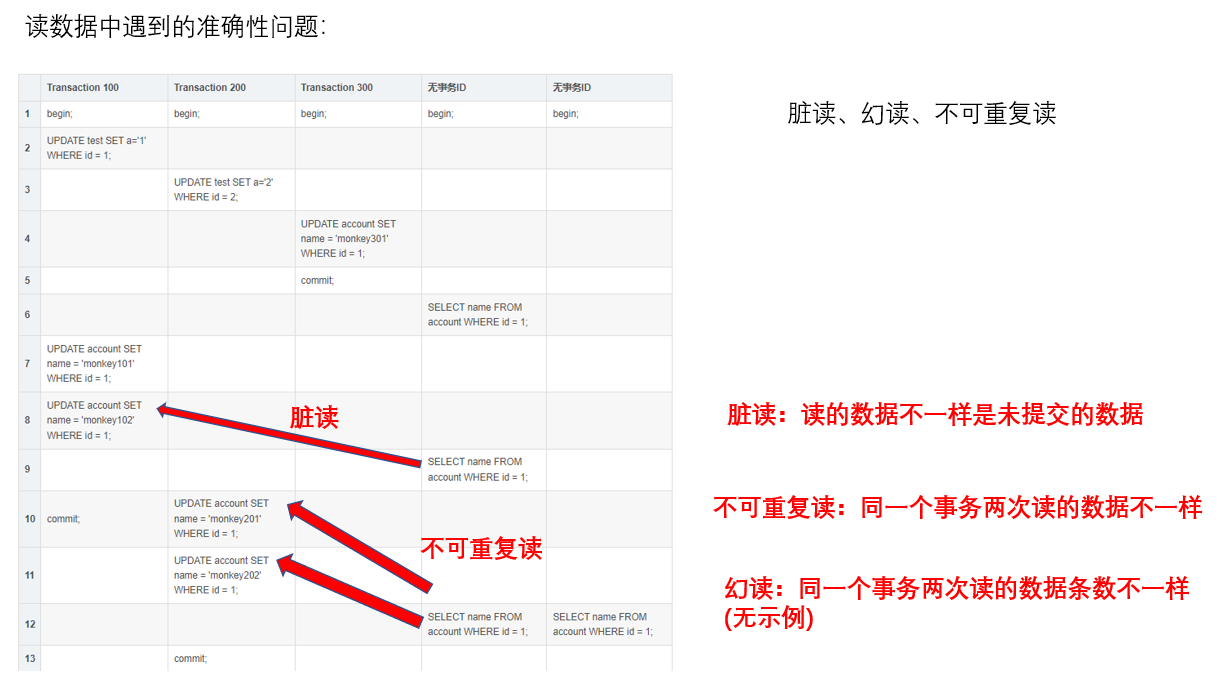 读数据中遇到的准确性问题:
Transaction 100 Transaction 200 Transaction 300 无事务ID 无事务ID
1 begin; begin; begin; begin; begin;
2 UPDATE test SET a='1'
WHERE id = 1;
3 UPDATE test SET a='2'
WHERE id = 2;
4 UPDATE account SET
name = 'monkey301'
WHERE id = 1;
5 commit;
6 SELECT name FROM
account WHERE id = 1;
7 UPDATE account SET
name = 'monkey101'
WHERE id = 1;
8 UPDATE account SET
name = 'monkey102'
WHERE id = 1;
脏读
9 SELECT name FROM
account WHERE id = 1;
10 commit; UPDATE account SET
name = 'monkey201'
WHERE id = 1;
不可重复读
11 UPDATE account SET
name = 'monkey202'
WHERE id = 1;
12 SELECT name FROM SELECT name FROM
account WHERE id = 1; account WHERE id = 1;
13 commit;
脏读、幻读、不可重复读
脏读：读的数据不一样是未提交的数据
不可重复读：同一个事务两次读的数据不一样
幻读：同一个事务两次读的数据条数不一样
(无示例)